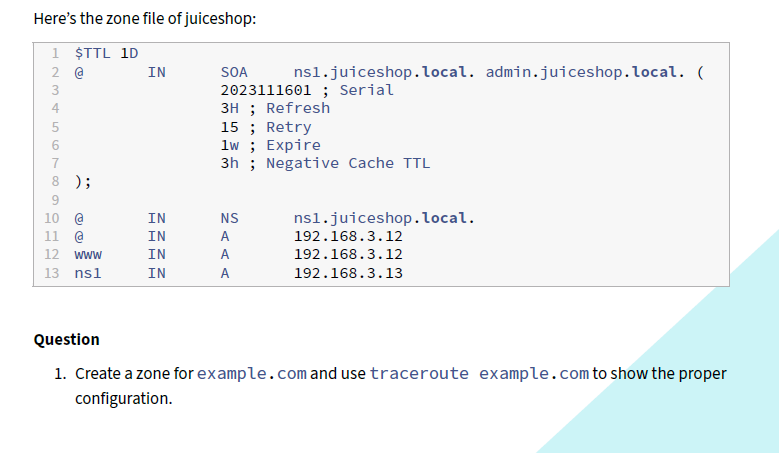 Here’s the zone file of juiceshop:
1 $TTL 1D
2 @ IN SOA ns1.juiceshop.local. admin.juiceshop.local. (
3 2023111601 ; Serial
4 3H ; Refresh
5 15 ; Retry
6 1w ; Expire
7 3h ; Negative Cache TTL
8 );
9
10 @ IN NS ns1.juiceshop.local.
11 @ IN A 192.168.3.12
12 www IN A 192.168.3.12
13 ns1 IN A 192.168.3.13
Question
1. Create a zone for example.com and use traceroute example.com to show the proper
configuration.